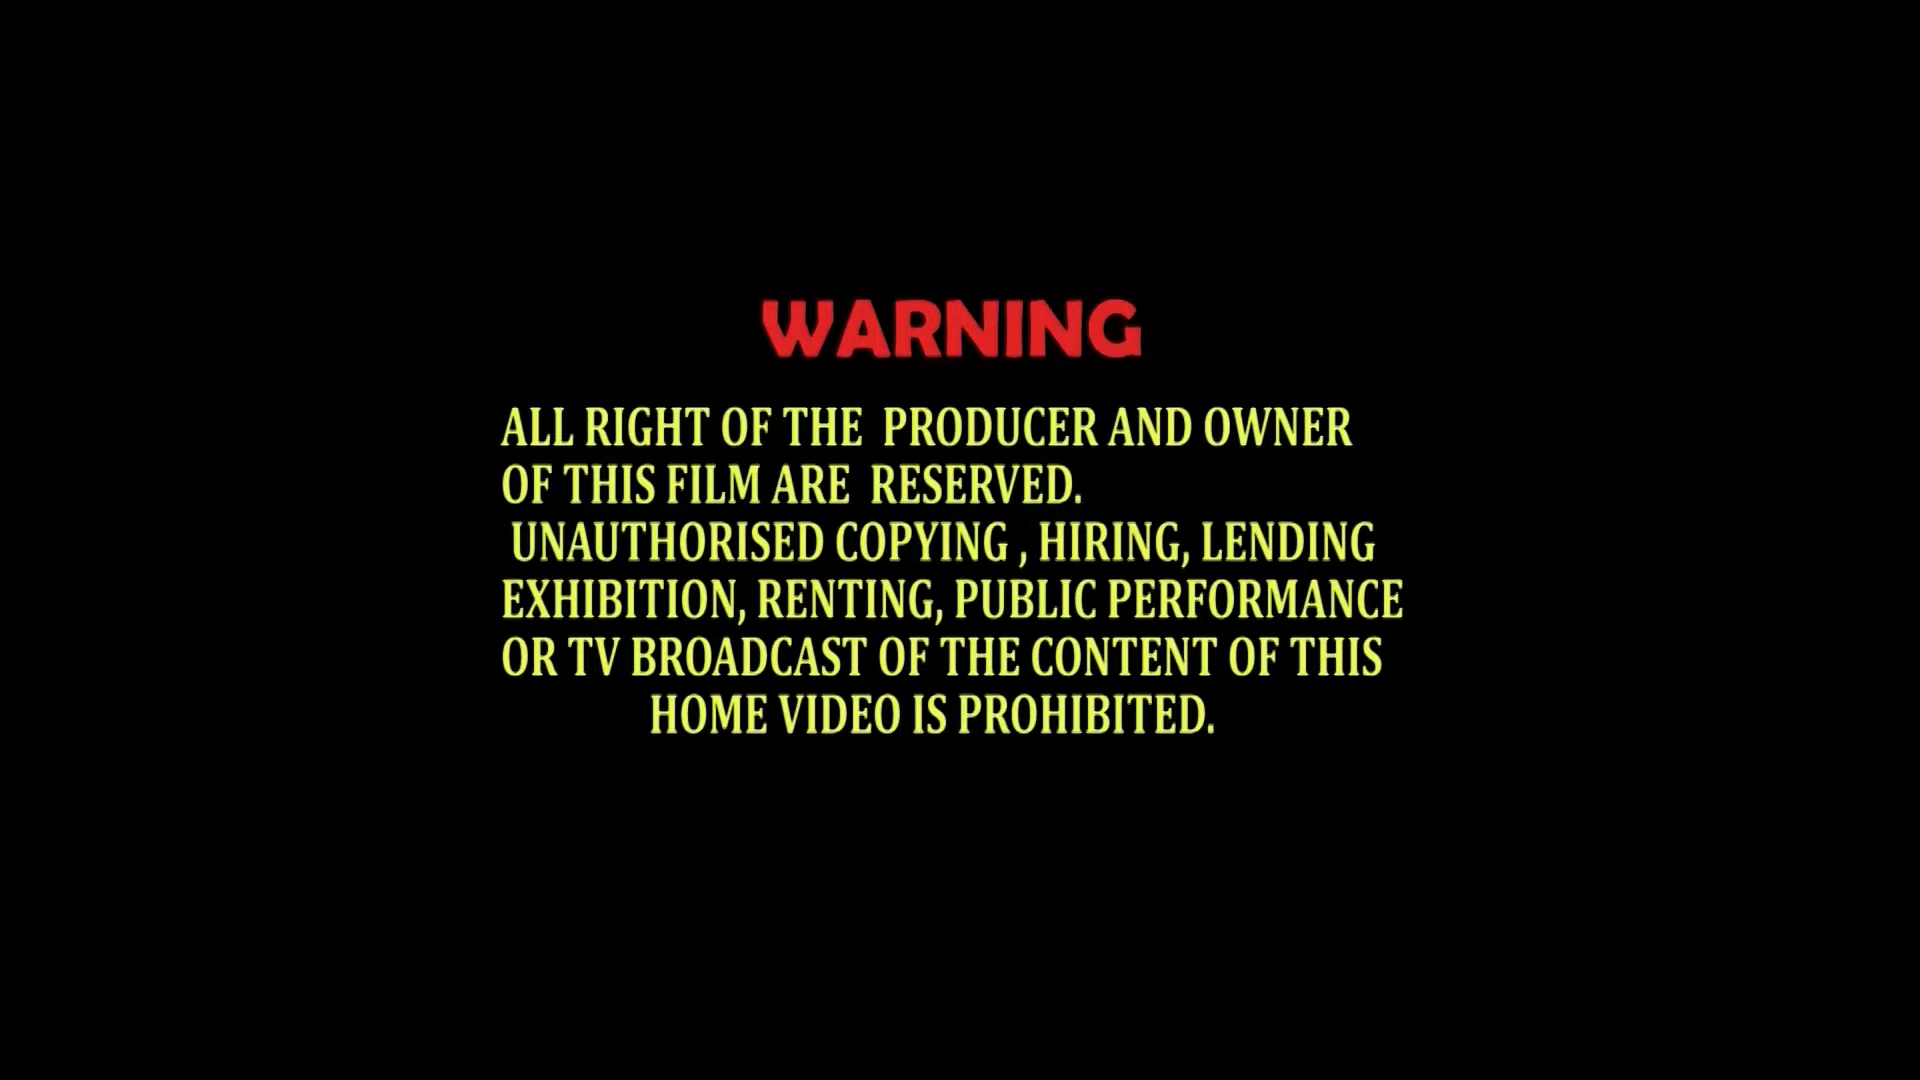 WARNING
ALL RIGHT OF THE PRODUCER AND OWNER
OF THIS FILM ARE RESERVED.
UNAUTHORISED COPYING , HIRING, LENDING
EXHIBITION, RENTING, PUBLIC PERFORMANCE
OR TV BROADCAST OF THE CONTENT OF THIS
HOME VIDEO IS PROHIBITED.